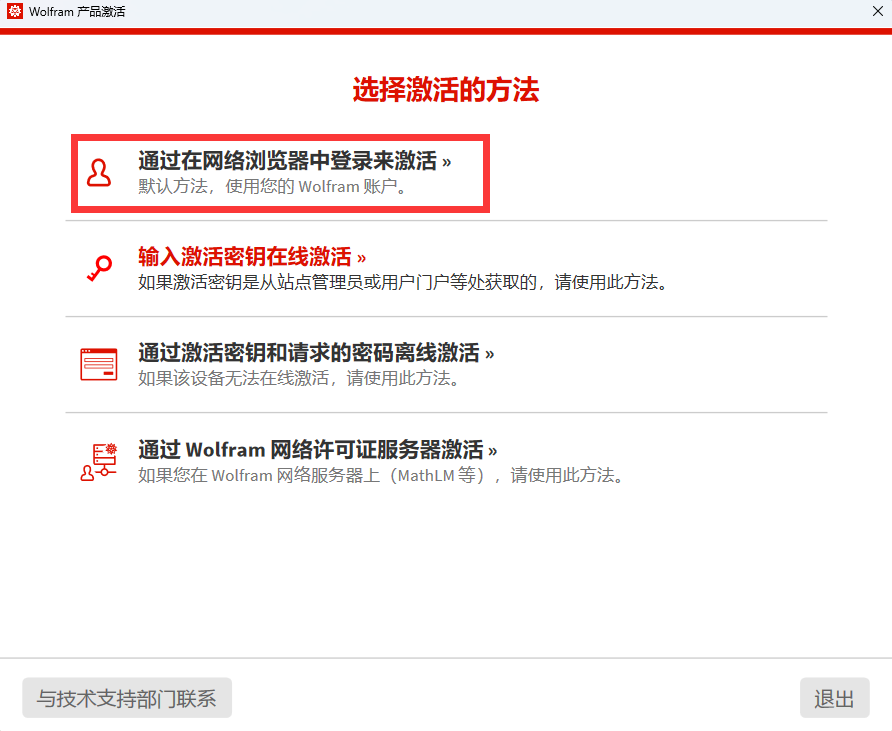 Wolfram 产品激活
选择激活的方法
通过在网络浏览器中登录来激活 »
默认方法，使用您的 Wolfram 账户。
输入激活密钥在线激活 »
如果激活密钥是从站点管理员或用户门户等处获取的，请使用此方法。
通过激活密钥和请求的密码离线激活 »
如果该设备无法在线激活，请使用此方法。
通过 Wolfram 网络许可证服务器激活 »
如果您在 Wolfram 网络服务器上（MathLM 等），请使用此方法。
与技术支持部门联系
退出